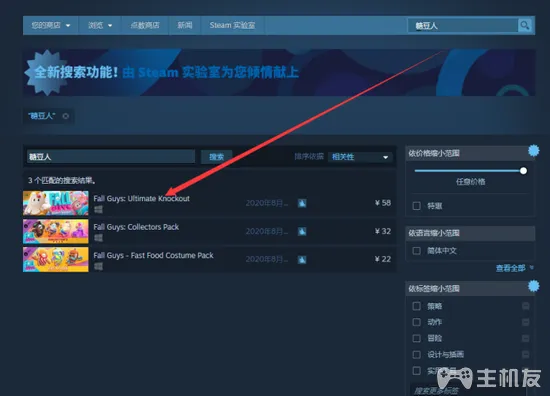 您的商店 浏览 点数商店 新闻 Steam 实验室 糖豆人
全新搜索功能！由 Steam 实验室为您倾情献上
"糖豆人"
糖豆人 搜索 排序依据 相关性
3 个匹配的搜索结果。
Fall Guys: Ultimate Knockout 2020年8月... ¥ 58
Fall Guys: Collectors Pack 2020年8月... ¥ 32
Fall Guys - Fast Food Costume Pack 2020年8月... ¥ 22
依价格缩小范围
任意价格
特惠
依语言缩小范围
简体中文
查看全部
依标签缩小范围
策略
动作
冒险
设计与插画
搜索更多标签
主机友